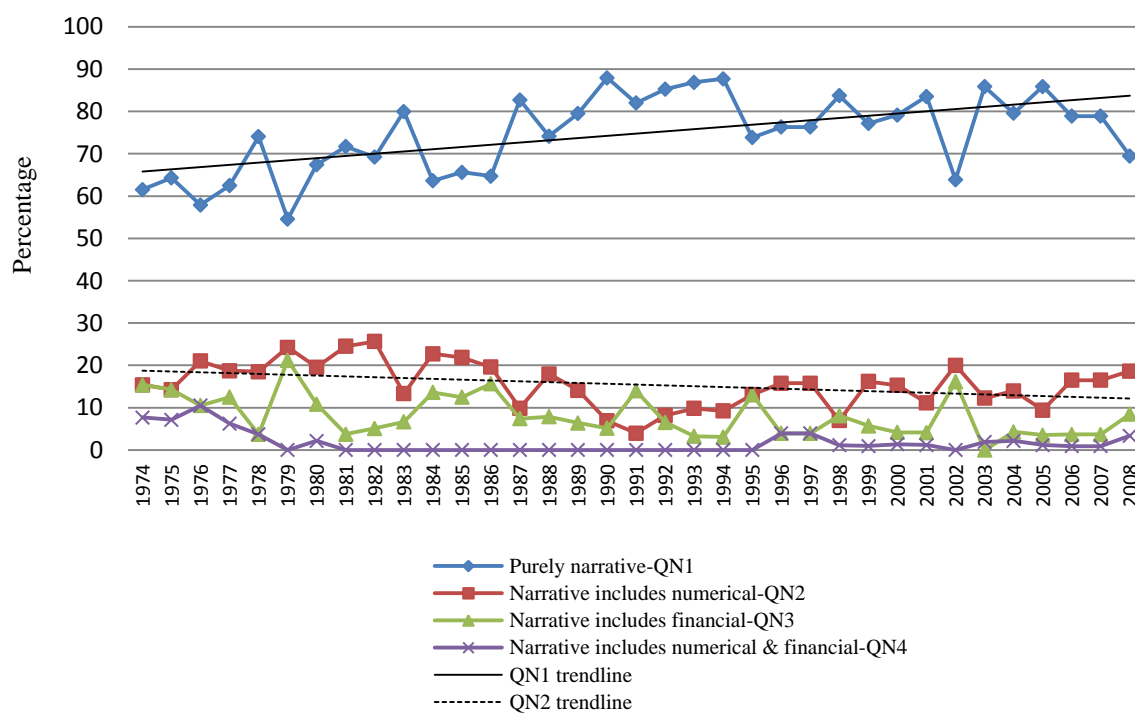 100
90
80
70
60
50
40
30
20
10
0
Percentage
1974 1975 1976 1977 1978 1979 1980 1981 1982 1983 1984 1985 1986 1987 1988 1989 1990 1991 1992 1993 1994 1995 1996 1997 1998 1999 2000 2001 2002 2003 2004 2005 2006 2007 2008
Purely narrative-QN1
Narrative includes numerical-QN2
Narrative includes financial-QN3
Narrative includes numerical & financial-QN4
QN1 trendline
QN2 trendline